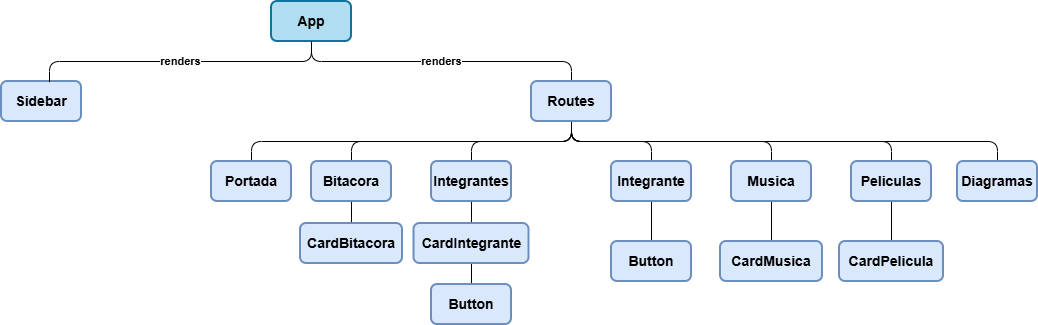 App
renders
renders
Sidebar
Routes
Portada
Bitacora
Integrantes
Integrante
Musica
Peliculas
Diagramas
CardBitacora
CardIntegrante
Button
CardMusica
CardPelicula
Button